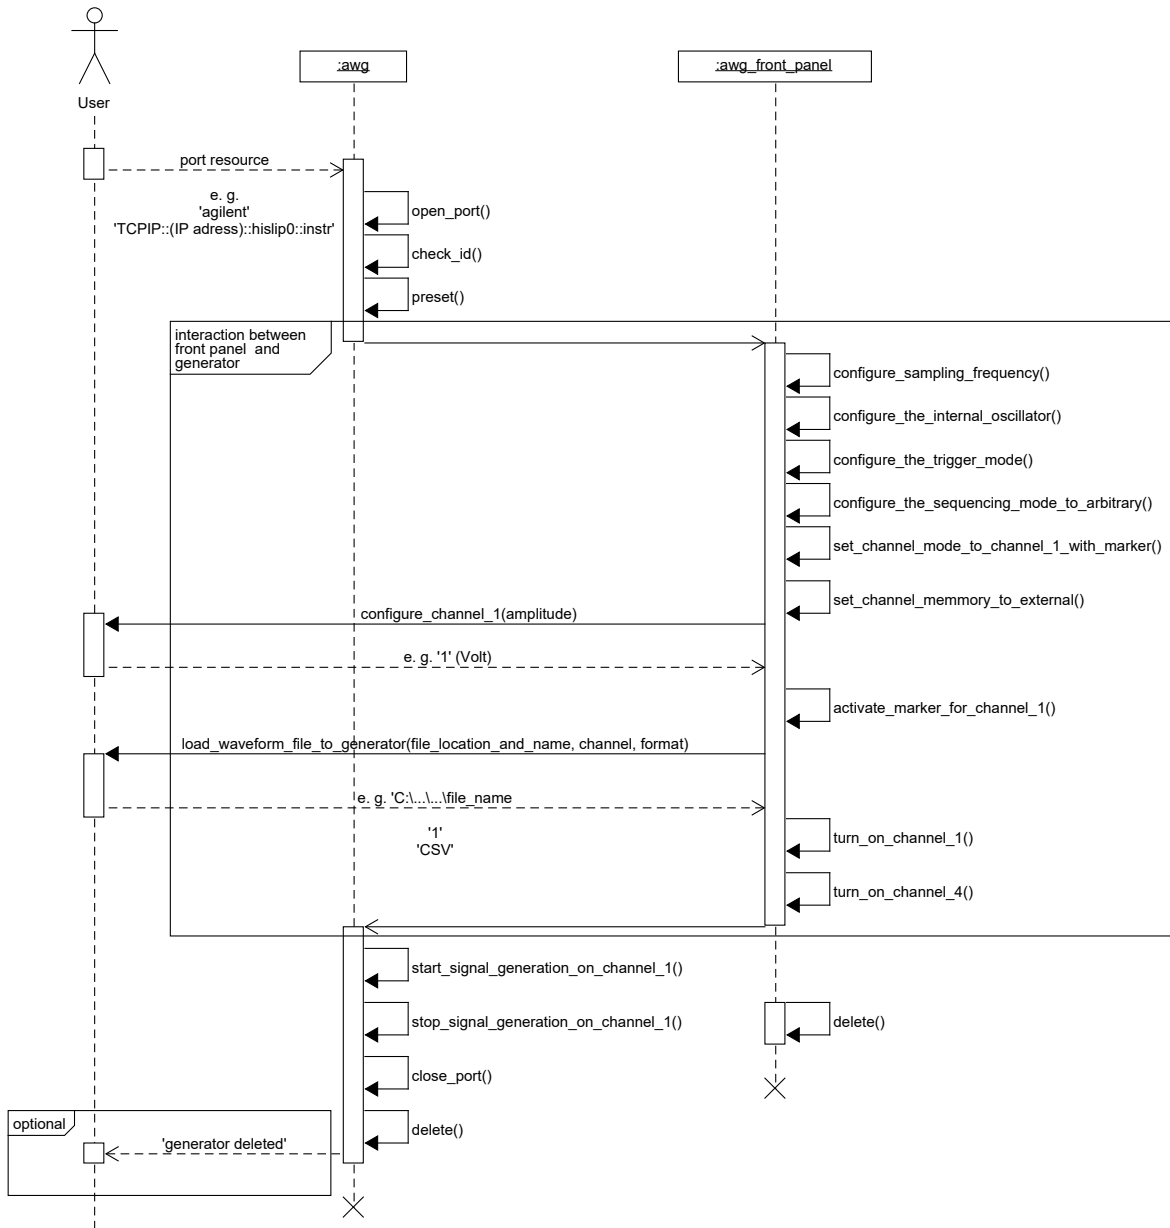 :awg
:awg_front_panel
User
port resource
e. g.
'agilent'
'TCPIP::(IP adress)::hislip0::instr'
open_port()
check_id()
preset()
interaction between
front panel  and
generator
configure_sampling_frequency()
configure_the_internal_oscillator()
configure_the_trigger_mode()
configure_the_sequencing_mode_to_arbitrary()
set_channel_mode_to_channel_1_with_marker()
set_channel_memmory_to_external()
configure_channel_1(amplitude)
e. g. '1' (Volt)
activate_marker_for_channel_1()
load_waveform_file_to_generator(file_location_and_name, channel, format)
e. g. 'C:\...\...\file_name
'1'
'CSV'
turn_on_channel_1()
turn_on_channel_4()
start_signal_generation_on_channel_1()
stop_signal_generation_on_channel_1()
delete()
close_port()
optional
delete()
'generator deleted'